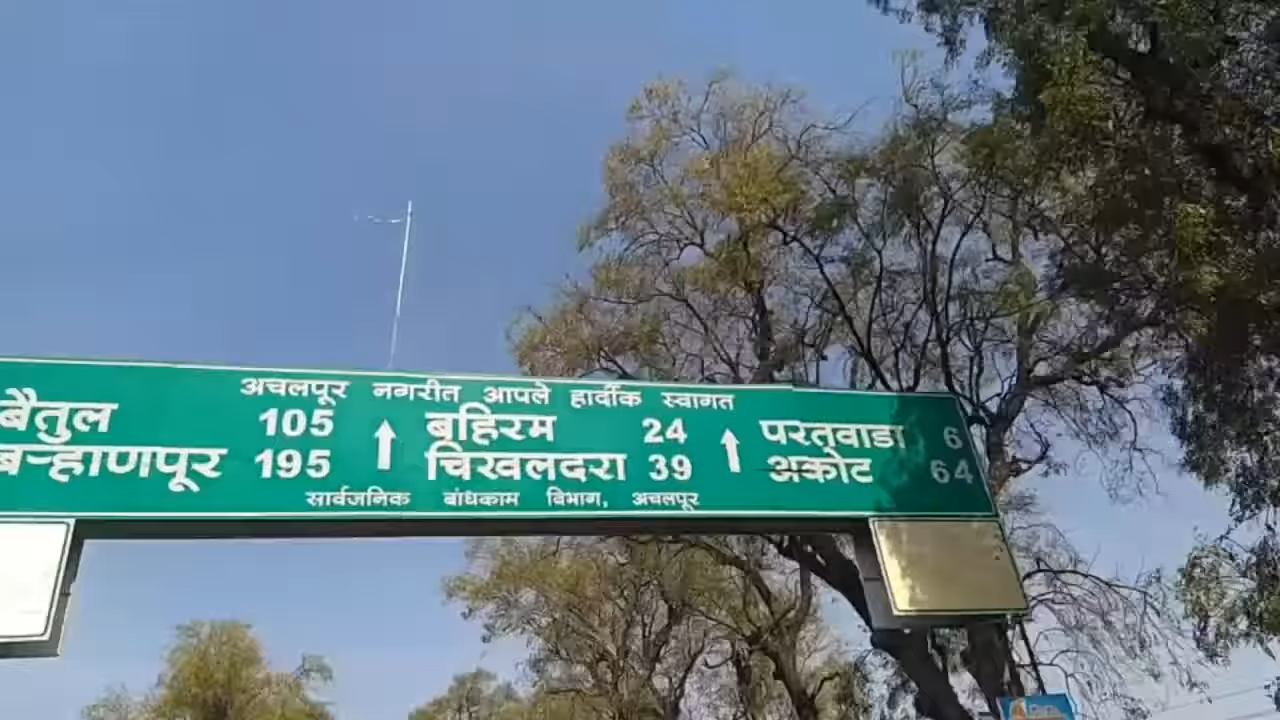 अचलपूर नगरीत आपले हार्दीक स्वागत
बैतुल 105 ↑ बहिरम 24 ↑ परतवाडा 6
बऱ्हाणपूर 195 चिखलदरा 39 अकोट 64
सार्वजनिक बांधकाम विभाग, अचलपूर